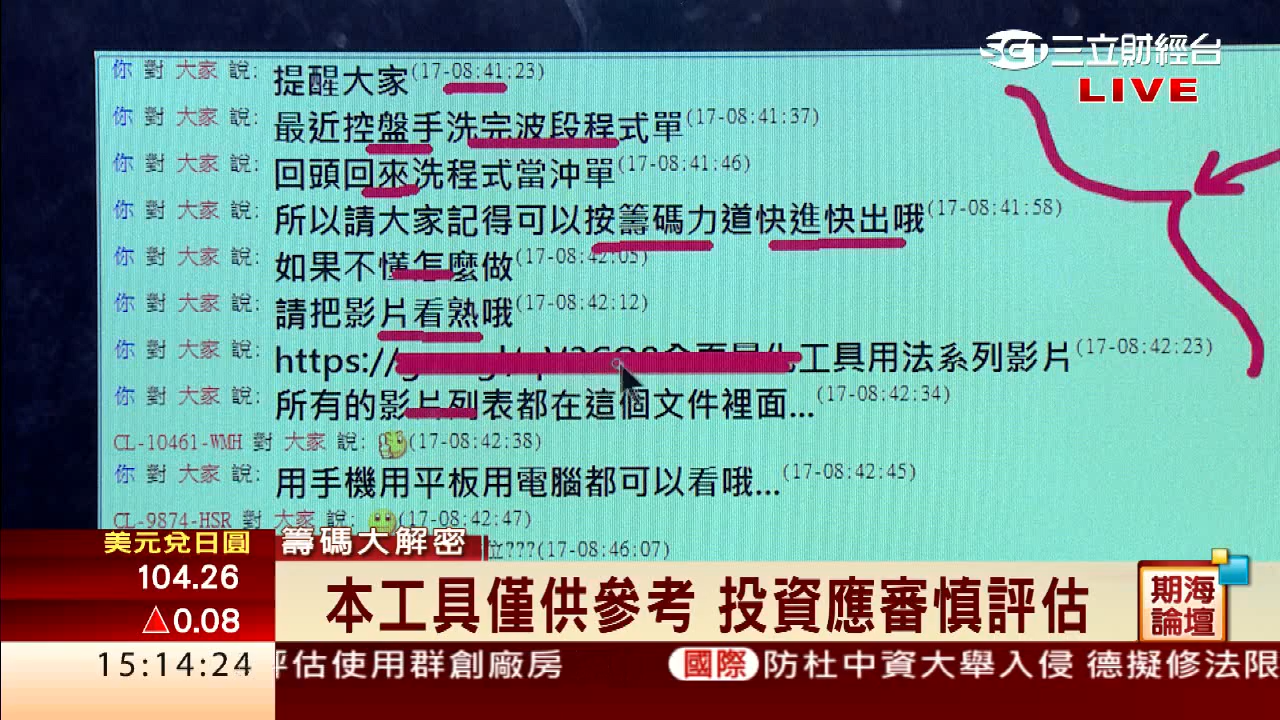 三立財經台
LIVE
你 對 大家 說: 提醒大家(17-08:41:23)
你 對 大家 說: 最近控盤手洗完波段程式單(17-08:41:37)
你 對 大家 說: 回頭回來洗程式當沖單(17-08:41:46)
你 對 大家 說: 所以請大家記得可以按籌碼力道快進快出哦(17-08:41:58)
你 對 大家 說: 如果不懂怎麼做(17-08:42:05)
你 對 大家 說: 請把影片看熟哦(17-08:42:12)
你 對 大家 說: https://工具用法系列影片(17-08:42:23)
你 對 大家 說: 所有的影片列表都在這個文件裡面...(17-08:42:34)
CL-10461-WMH 對 大家 說: (17-08:42:38)
你 對 大家 說: 用手機用平板用電腦都可以看哦...(17-08:42:45)
CL-9874-HSR 對 大家 說: (17-08:42:47)
???(17-08:46:07)
美元兌日圓
104.26
△0.08
籌碼大解密
本工具僅供參考 投資應審慎評估
期海論壇
15:14:24
評估使用群創廠房 國際 防杜中資大舉入侵 德擬修法限